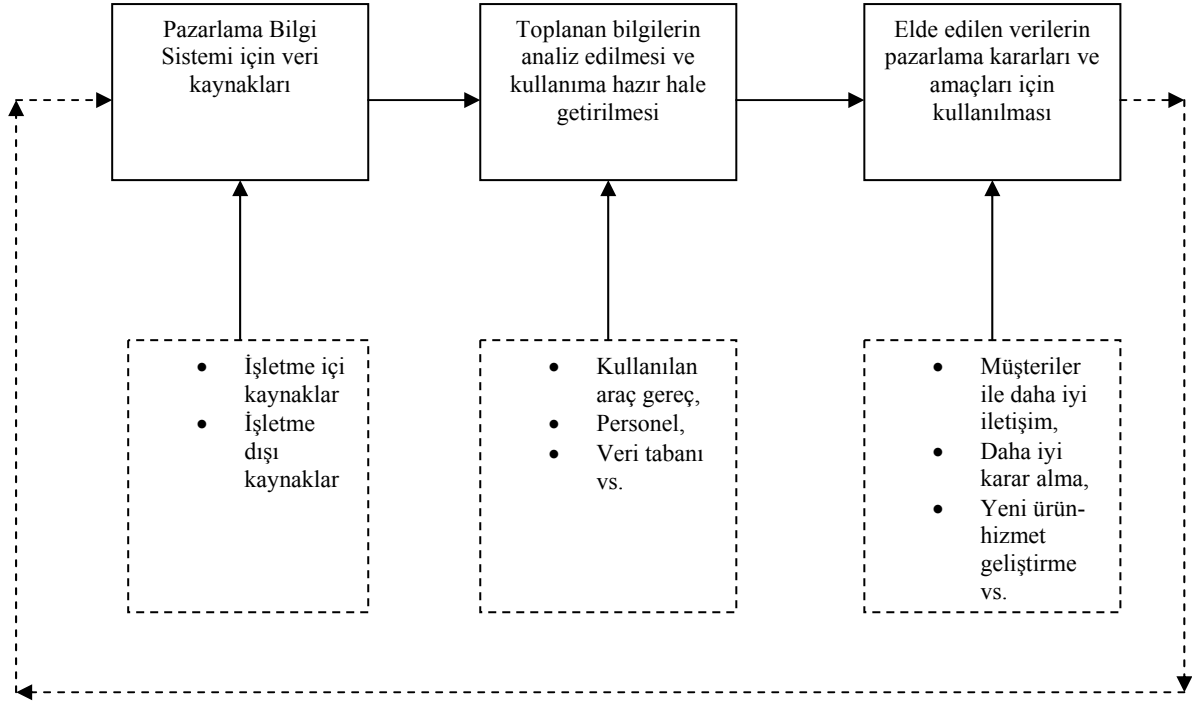 Pazarlama Bilgi
Sistemi için veri
kaynakları
Toplanan bilgilerin
analiz edilmesi ve
kullanıma hazır hale
getirilmesi
Elde edilen verilerin
pazarlama kararları ve
amaçları için
kullanılması
• İşletme içi
kaynaklar
• İşletme
dışı
kaynaklar
• Kullanılan
araç gereç,
• Personel,
• Veri tabanı
vs.
• Müşteriler
ile daha iyi
iletişim,
• Daha iyi
karar alma,
• Yeni ürün-
hizmet
geliştirme
vs.